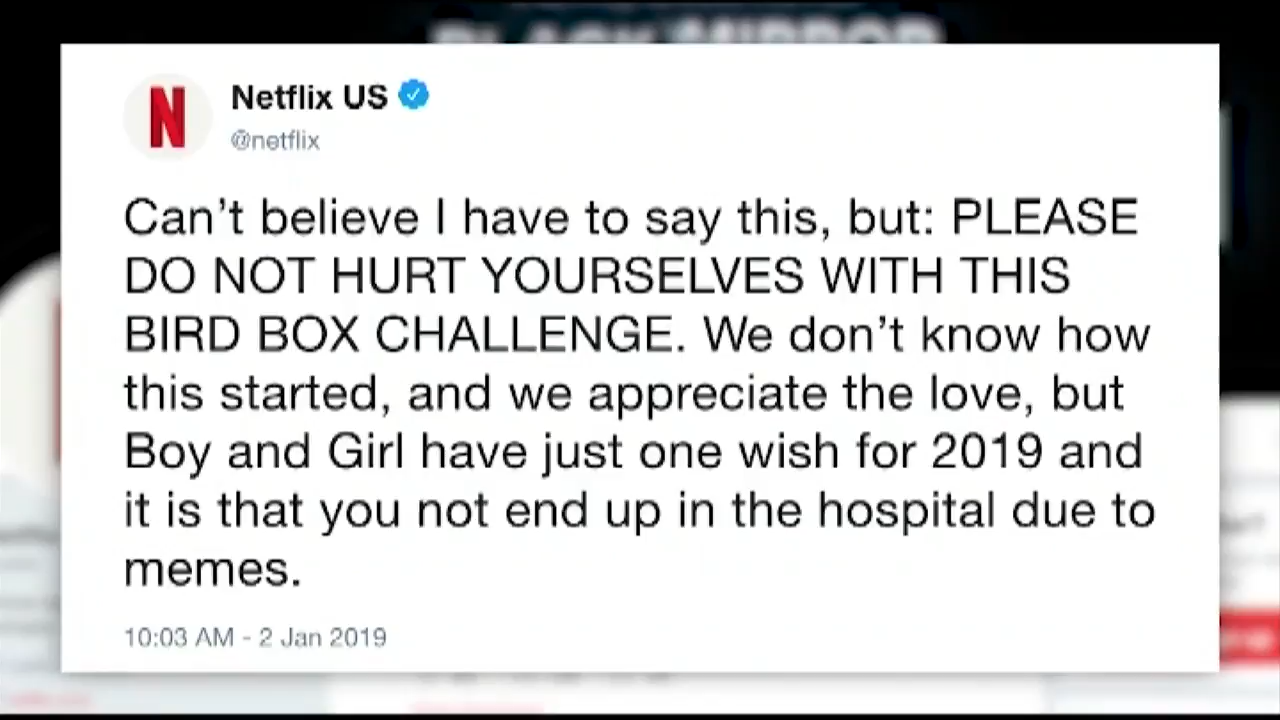 BLACK MIRROR
N
Netflix US
@netflix
Can’t believe I have to say this, but: PLEASE
DO NOT HURT YOURSELVES WITH THIS
BIRD BOX CHALLENGE. We don’t know how
this started, and we appreciate the love, but
Boy and Girl have just one wish for 2019 and
it is that you not end up in the hospital due to
memes.
10:03 AM - 2 Jan 2019